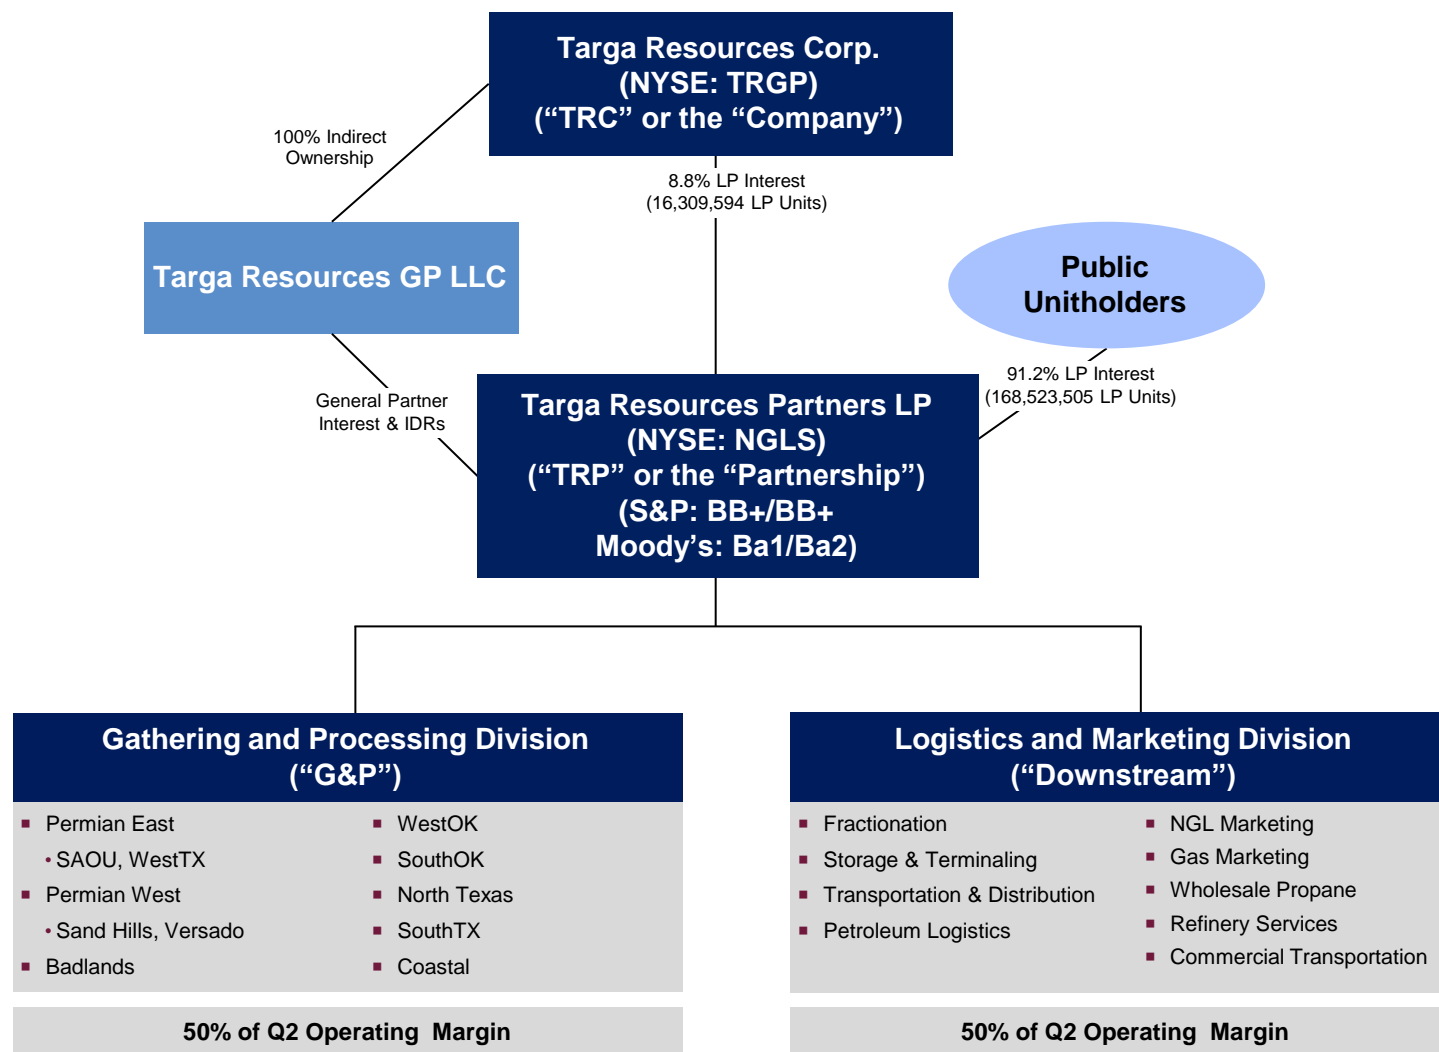 Targa Resources Corp.
(NYSE: TRGP)
(“TRC” or the “Company”)
100% Indirect
Ownership
8.8% LP Interest
(16,309,594 LP Units)
Targa Resources GP LLC
Public
Unitholders
General Partner
Interest & IDRs
91.2% LP Interest
(168,523,505 LP Units)
Targa Resources Partners LP
(NYSE: NGLS)
(“TRP” or the “Partnership”)
(S&P: BB+/BB+
Moody’s: Ba1/Ba2)
Gathering and Processing Division
(“G&P”)
▪ Permian East
• SAOU, WestTX
▪ Permian West
• Sand Hills, Versado
▪ Badlands
▪ WestOK
▪ SouthOK
▪ North Texas
▪ SouthTX
▪ Coastal
50% of Q2 Operating Margin
Logistics and Marketing Division
(“Downstream”)
▪ Fractionation
▪ Storage & Terminaling
▪ Transportation & Distribution
▪ Petroleum Logistics
▪ NGL Marketing
▪ Gas Marketing
▪ Wholesale Propane
▪ Refinery Services
▪ Commercial Transportation
50% of Q2 Operating Margin